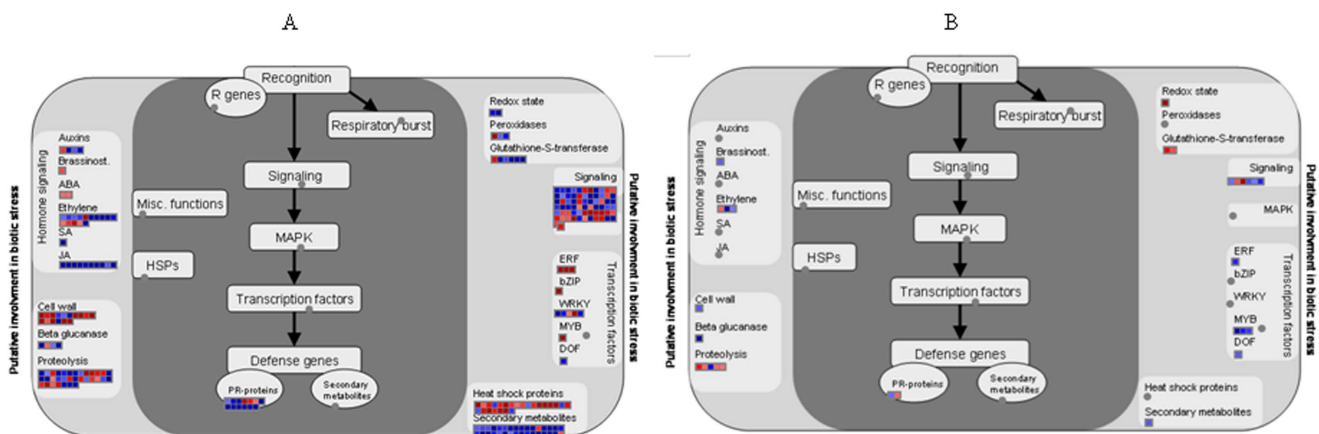 A
B
Recognition
R genes
Respiratory burst
Signaling
MAPK
Transcription factors
Defense genes
PR-proteins
Secondary metabolites
Misc. functions
HSPs
Putative involvment in biotic stress
Hormone signaling
Auxins
Brassinost.
ABA
Ethylene
SA
JA
Cell wall
Beta glucanase
Proteolysis
Redox state
Peroxidases
Glutathione-S-transferase
Signaling
ERF
bZIP
WRKY
MYB
DOF
Transcription factors
Putative involvment in biotic stress
Heat shock proteins
Secondary metabolites
Recognition
R genes
Respiratory burst
Signaling
MAPK
Transcription factors
Defense genes
PR-proteins
Secondary metabolites
Misc. functions
HSPs
Putative involvment in biotic stress
Hormone signaling
Auxins
Brassinost.
ABA
Ethylene
SA
JA
Cell wall
Beta glucanase
Proteolysis
Redox state
Peroxidases
Glutathione-S-transferase
Signaling
MAPK
ERF
bZIP
WRKY
MYB
DOF
Transcription factors
Putative involvment in biotic stress
Heat shock proteins
Secondary metabolites